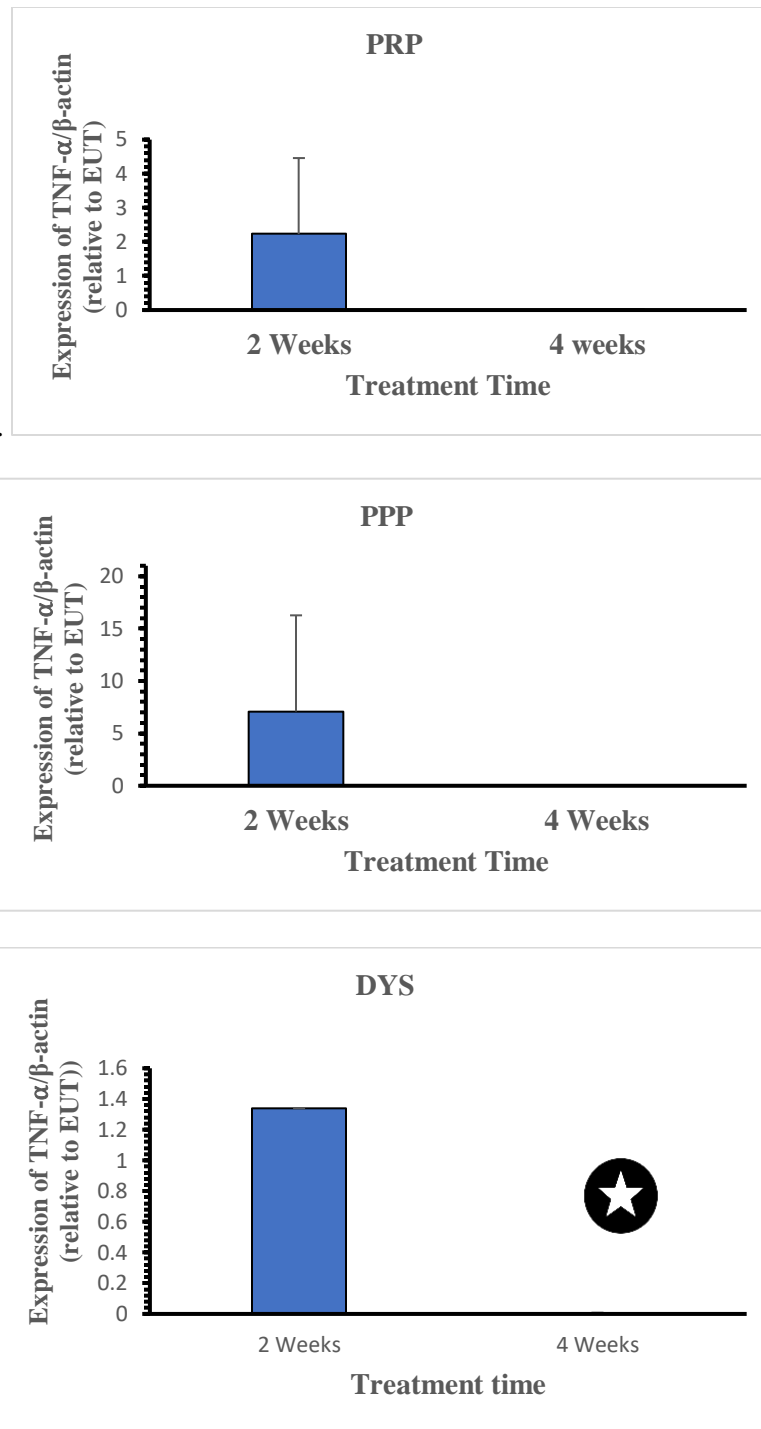 PRP
Expression of TNF-α/β-actin
(relative to EUT)
5
4
3
2
1
0
2 Weeks
4 weeks
Treatment Time
.
PPP
Expression of TNF-α/β-actin
(relative to EUT)
20
15
10
5
0
2 Weeks
4 Weeks
Treatment Time
DYS
Expression of TNF-α/β-actin
(relative to EUT))
1.6
1.4
1.2
1
0.8
0.6
0.4
0.2
0
2 Weeks
4 Weeks
Treatment time